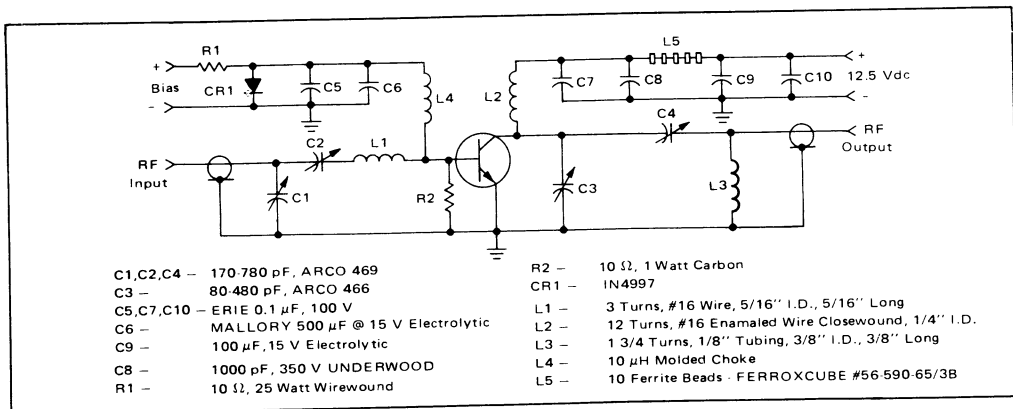 R1
L5
+
+
Bias
CR1
C5
C6
L4
L2
C7
C8
C9
C10
12.5 Vdc
-
-
C4
C2
L1
RF
Input
RF
Output
C1
R2
C3
L3
C1,C2,C4 – 170-780 pF, ARCO 469
C3 – 80-480 pF, ARCO 466
C5,C7,C10 – ERIE 0.1 µF, 100 V
C6 – MALLORY 500 µF @ 15 V Electrolytic
C9 – 100 µF,15 V Electrolytic
C8 – 1000 pF, 350 V UNDERWOOD
R1 – 10 Ω, 25 Watt Wirewound
R2 – 10 Ω, 1 Watt Carbon
CR1 – IN4997
L1 – 3 Turns, #16 Wire, 5/16'' I.D., 5/16'' Long
L2 – 12 Turns, #16 Enamaled Wire Closewound, 1/4'' I.D.
L3 – 1 3/4 Turns, 1/8'' Tubing, 3/8'' I.D., 3/8'' Long
L4 – 10 µH Molded Choke
L5 – 10 Ferrite Beads - FERROXCUBE #56-590-65/3B